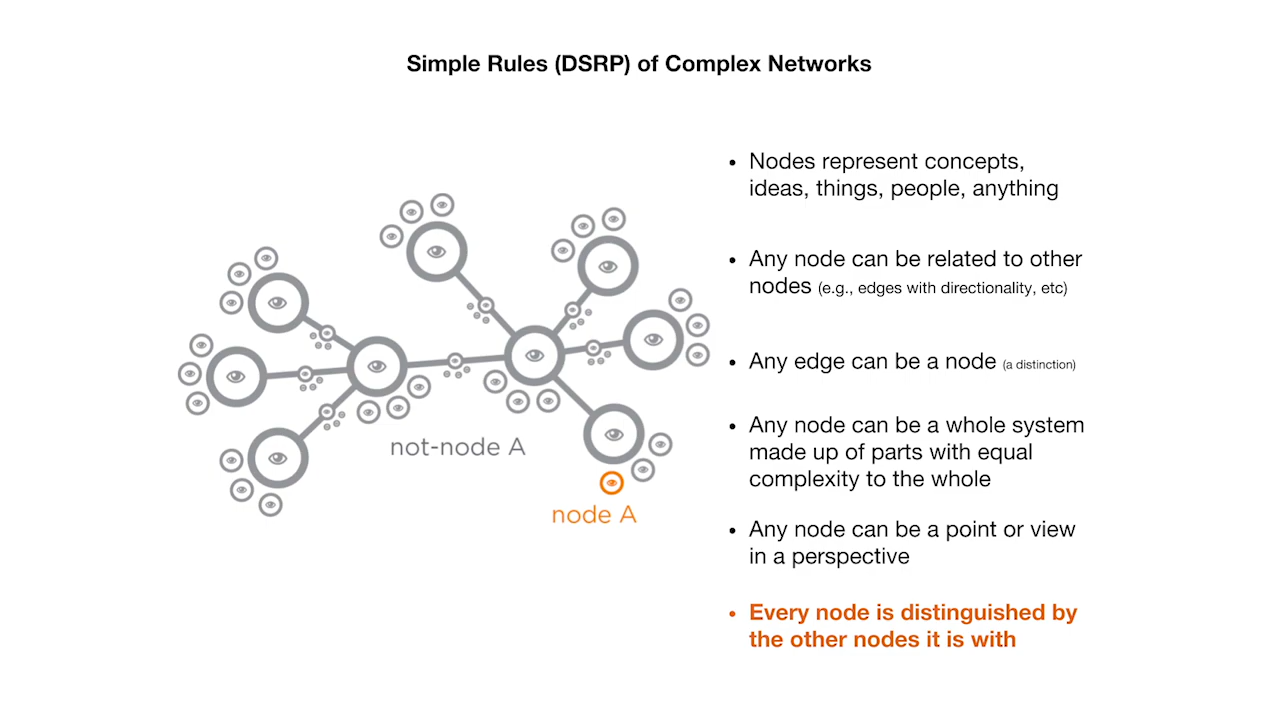 Simple Rules (DSRP) of Complex Networks
• Nodes represent concepts,
ideas, things, people, anything
• Any node can be related to other
nodes (e.g., edges with directionality, etc)
• Any edge can be a node (a distinction)
• Any node can be a whole system
made up of parts with equal
complexity to the whole
• Any node can be a point or view
in a perspective
• Every node is distinguished by
the other nodes it is with
not-node A
node A